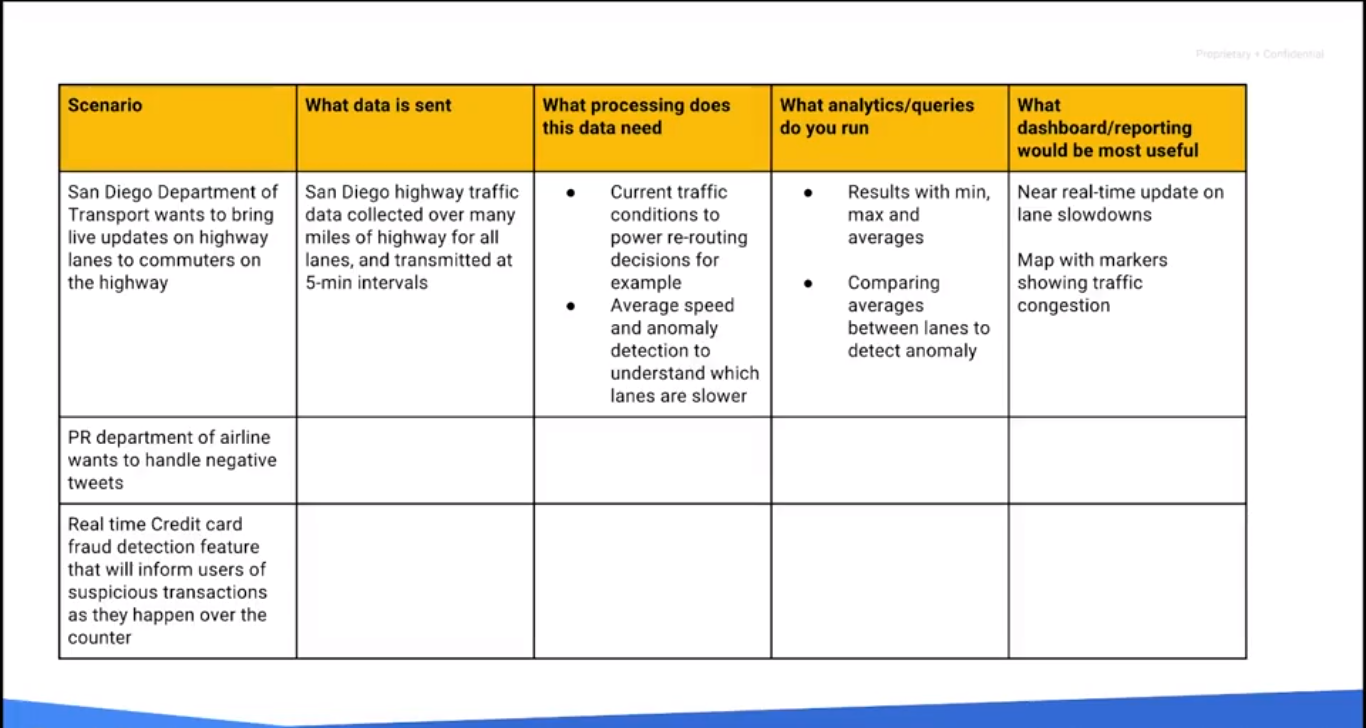 Proprietary + Confidential
Scenario
What data is sent
What processing does
this data need
What analytics/queries
do you run
What
dashboard/reporting
would be most useful
San Diego Department of
Transport wants to bring
live updates on highway
lanes to commuters on
the highway
San Diego highway traffic
data collected over many
miles of highway for all
lanes, and transmitted at
5-min intervals
● Current traffic
conditions to
power re-routing
decisions for
example
● Average speed
and anomaly
detection to
understand which
lanes are slower
● Results with min,
max and
averages
● Comparing
averages
between lanes to
detect anomaly
Near real-time update on
lane slowdowns
Map with markers
showing traffic
congestion
PR department of airline
wants to handle negative
tweets
Real time Credit card
fraud detection feature
that will inform users of
suspicious transactions
as they happen over the
counter